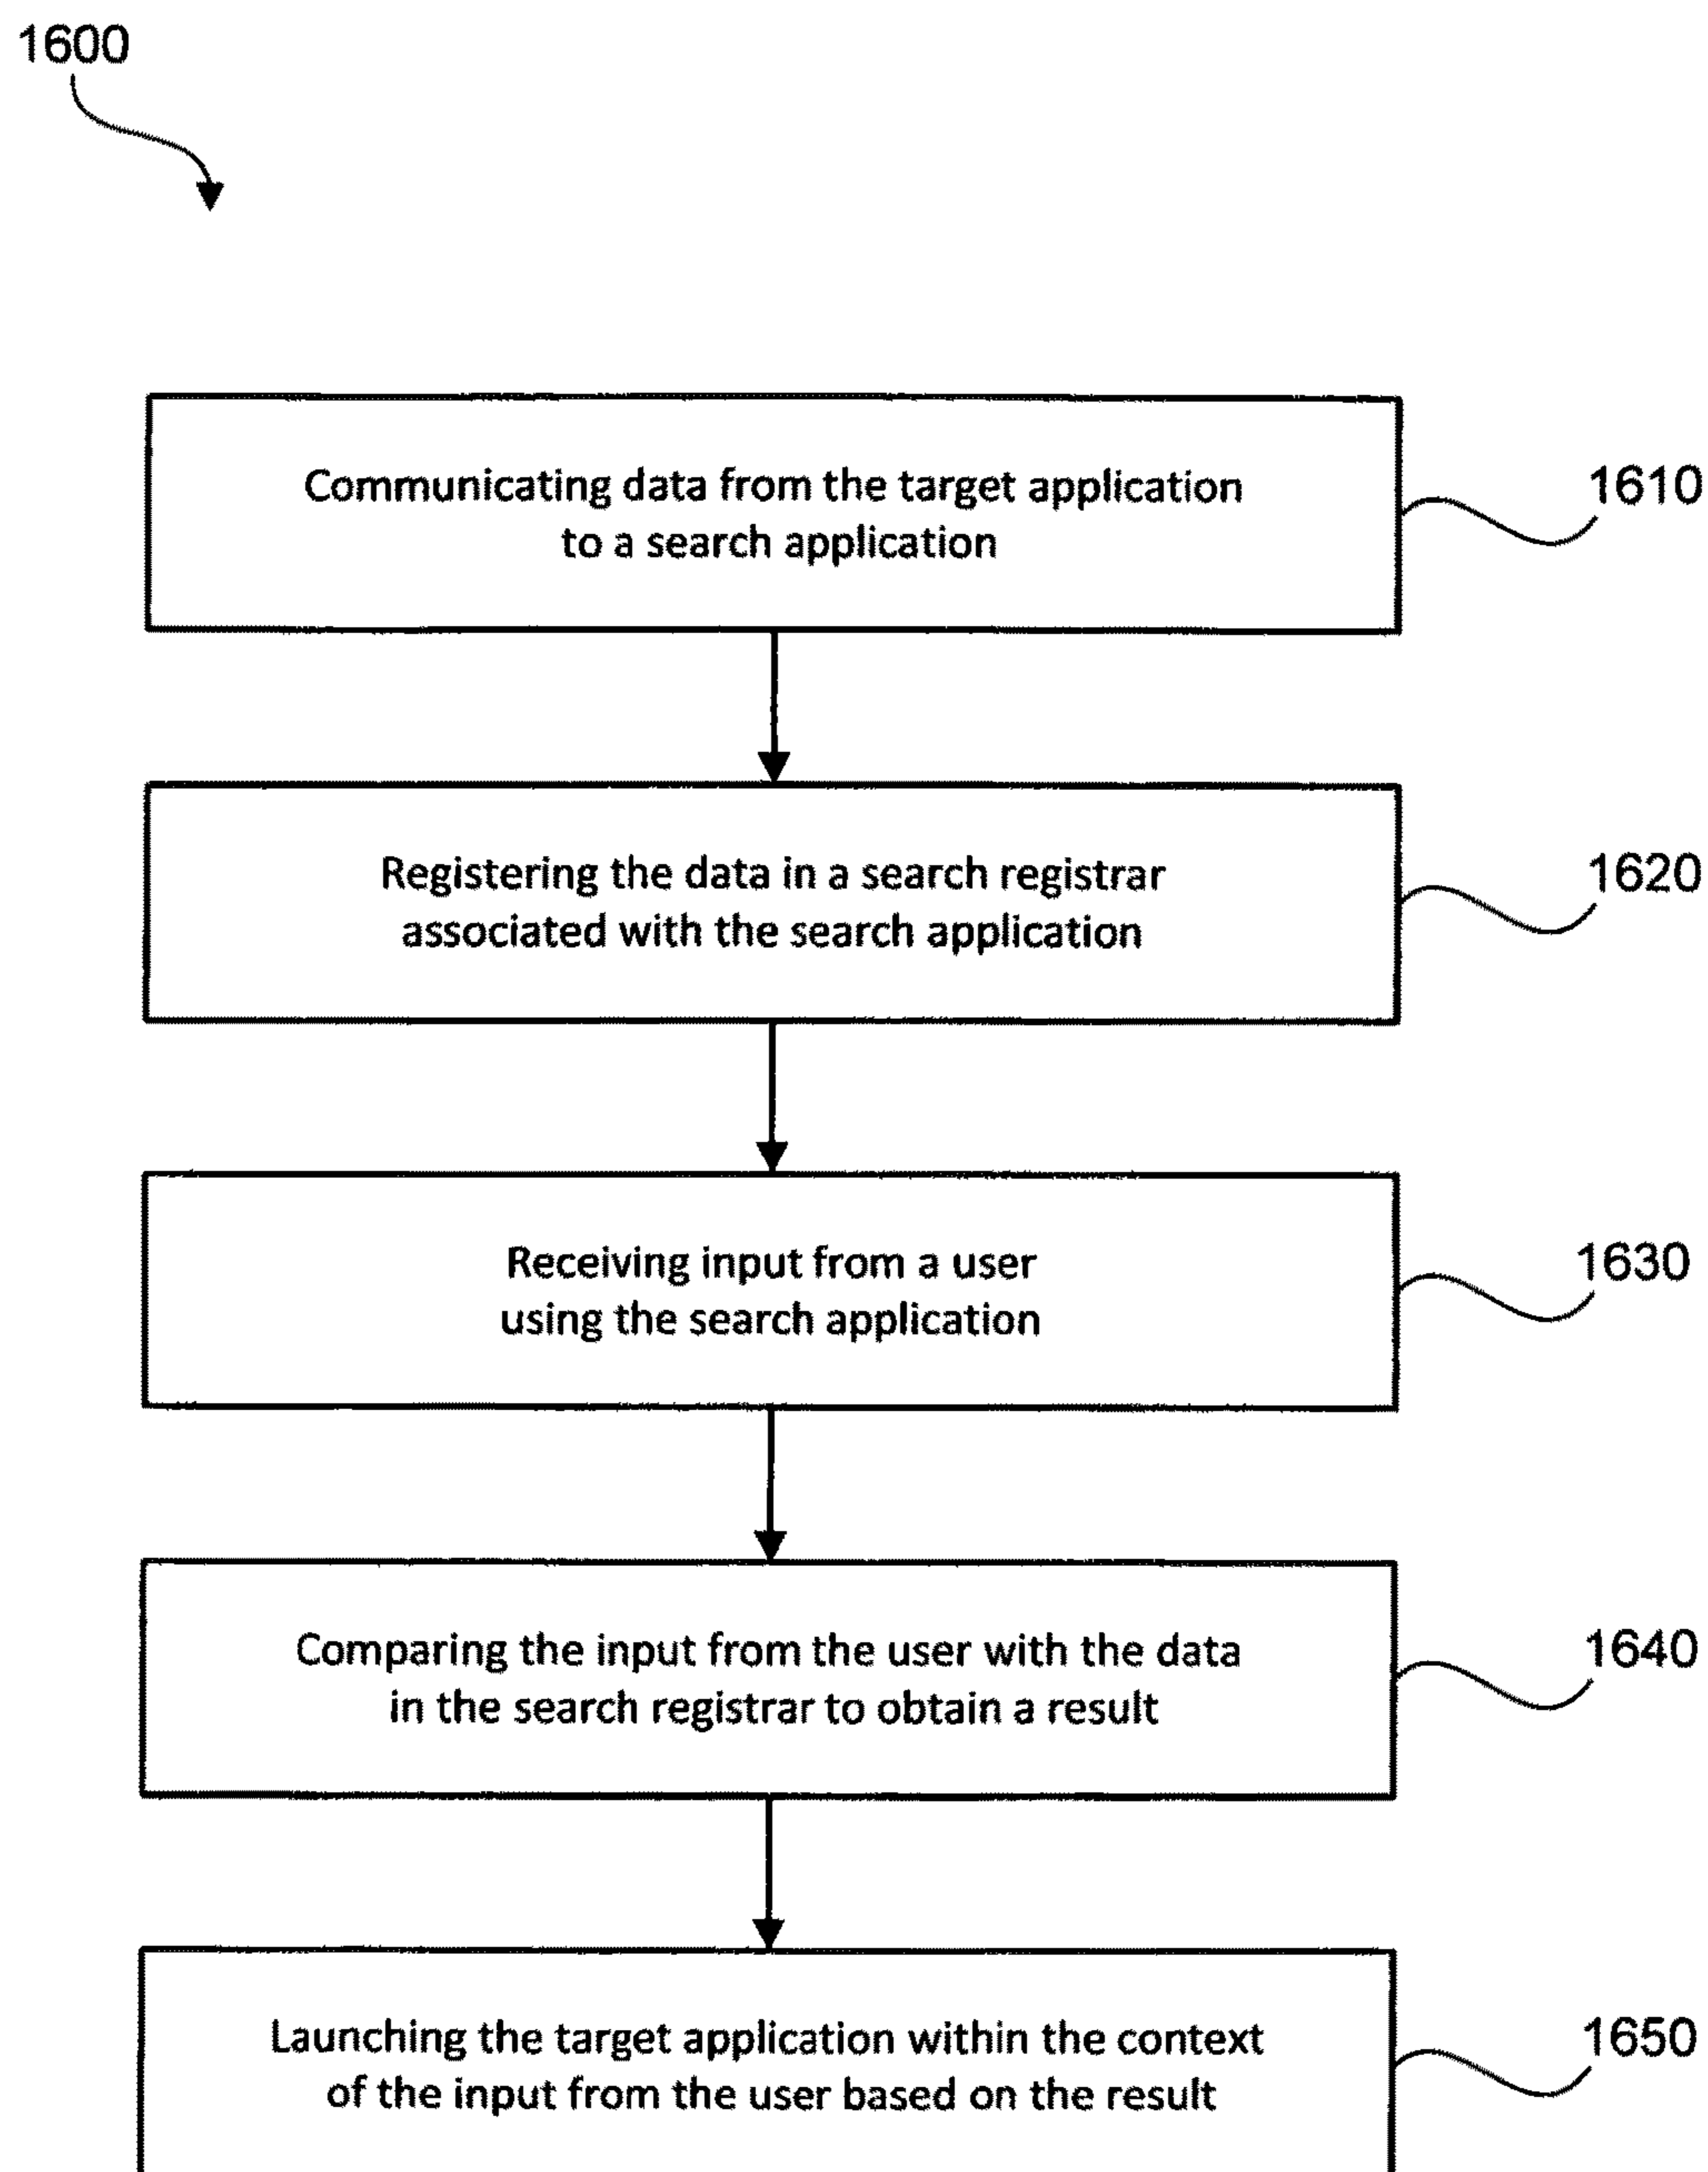 1600
Communicating data from the target application
to a search application
1610
Registering the data in a search registrar
associated with the search application
1620
Receiving input from a user
using the search application
1630
Comparing the input from the user with the data
in the search registrar to obtain a result
1640
Launching the target application within the context
of the input from the user based on the result
1650